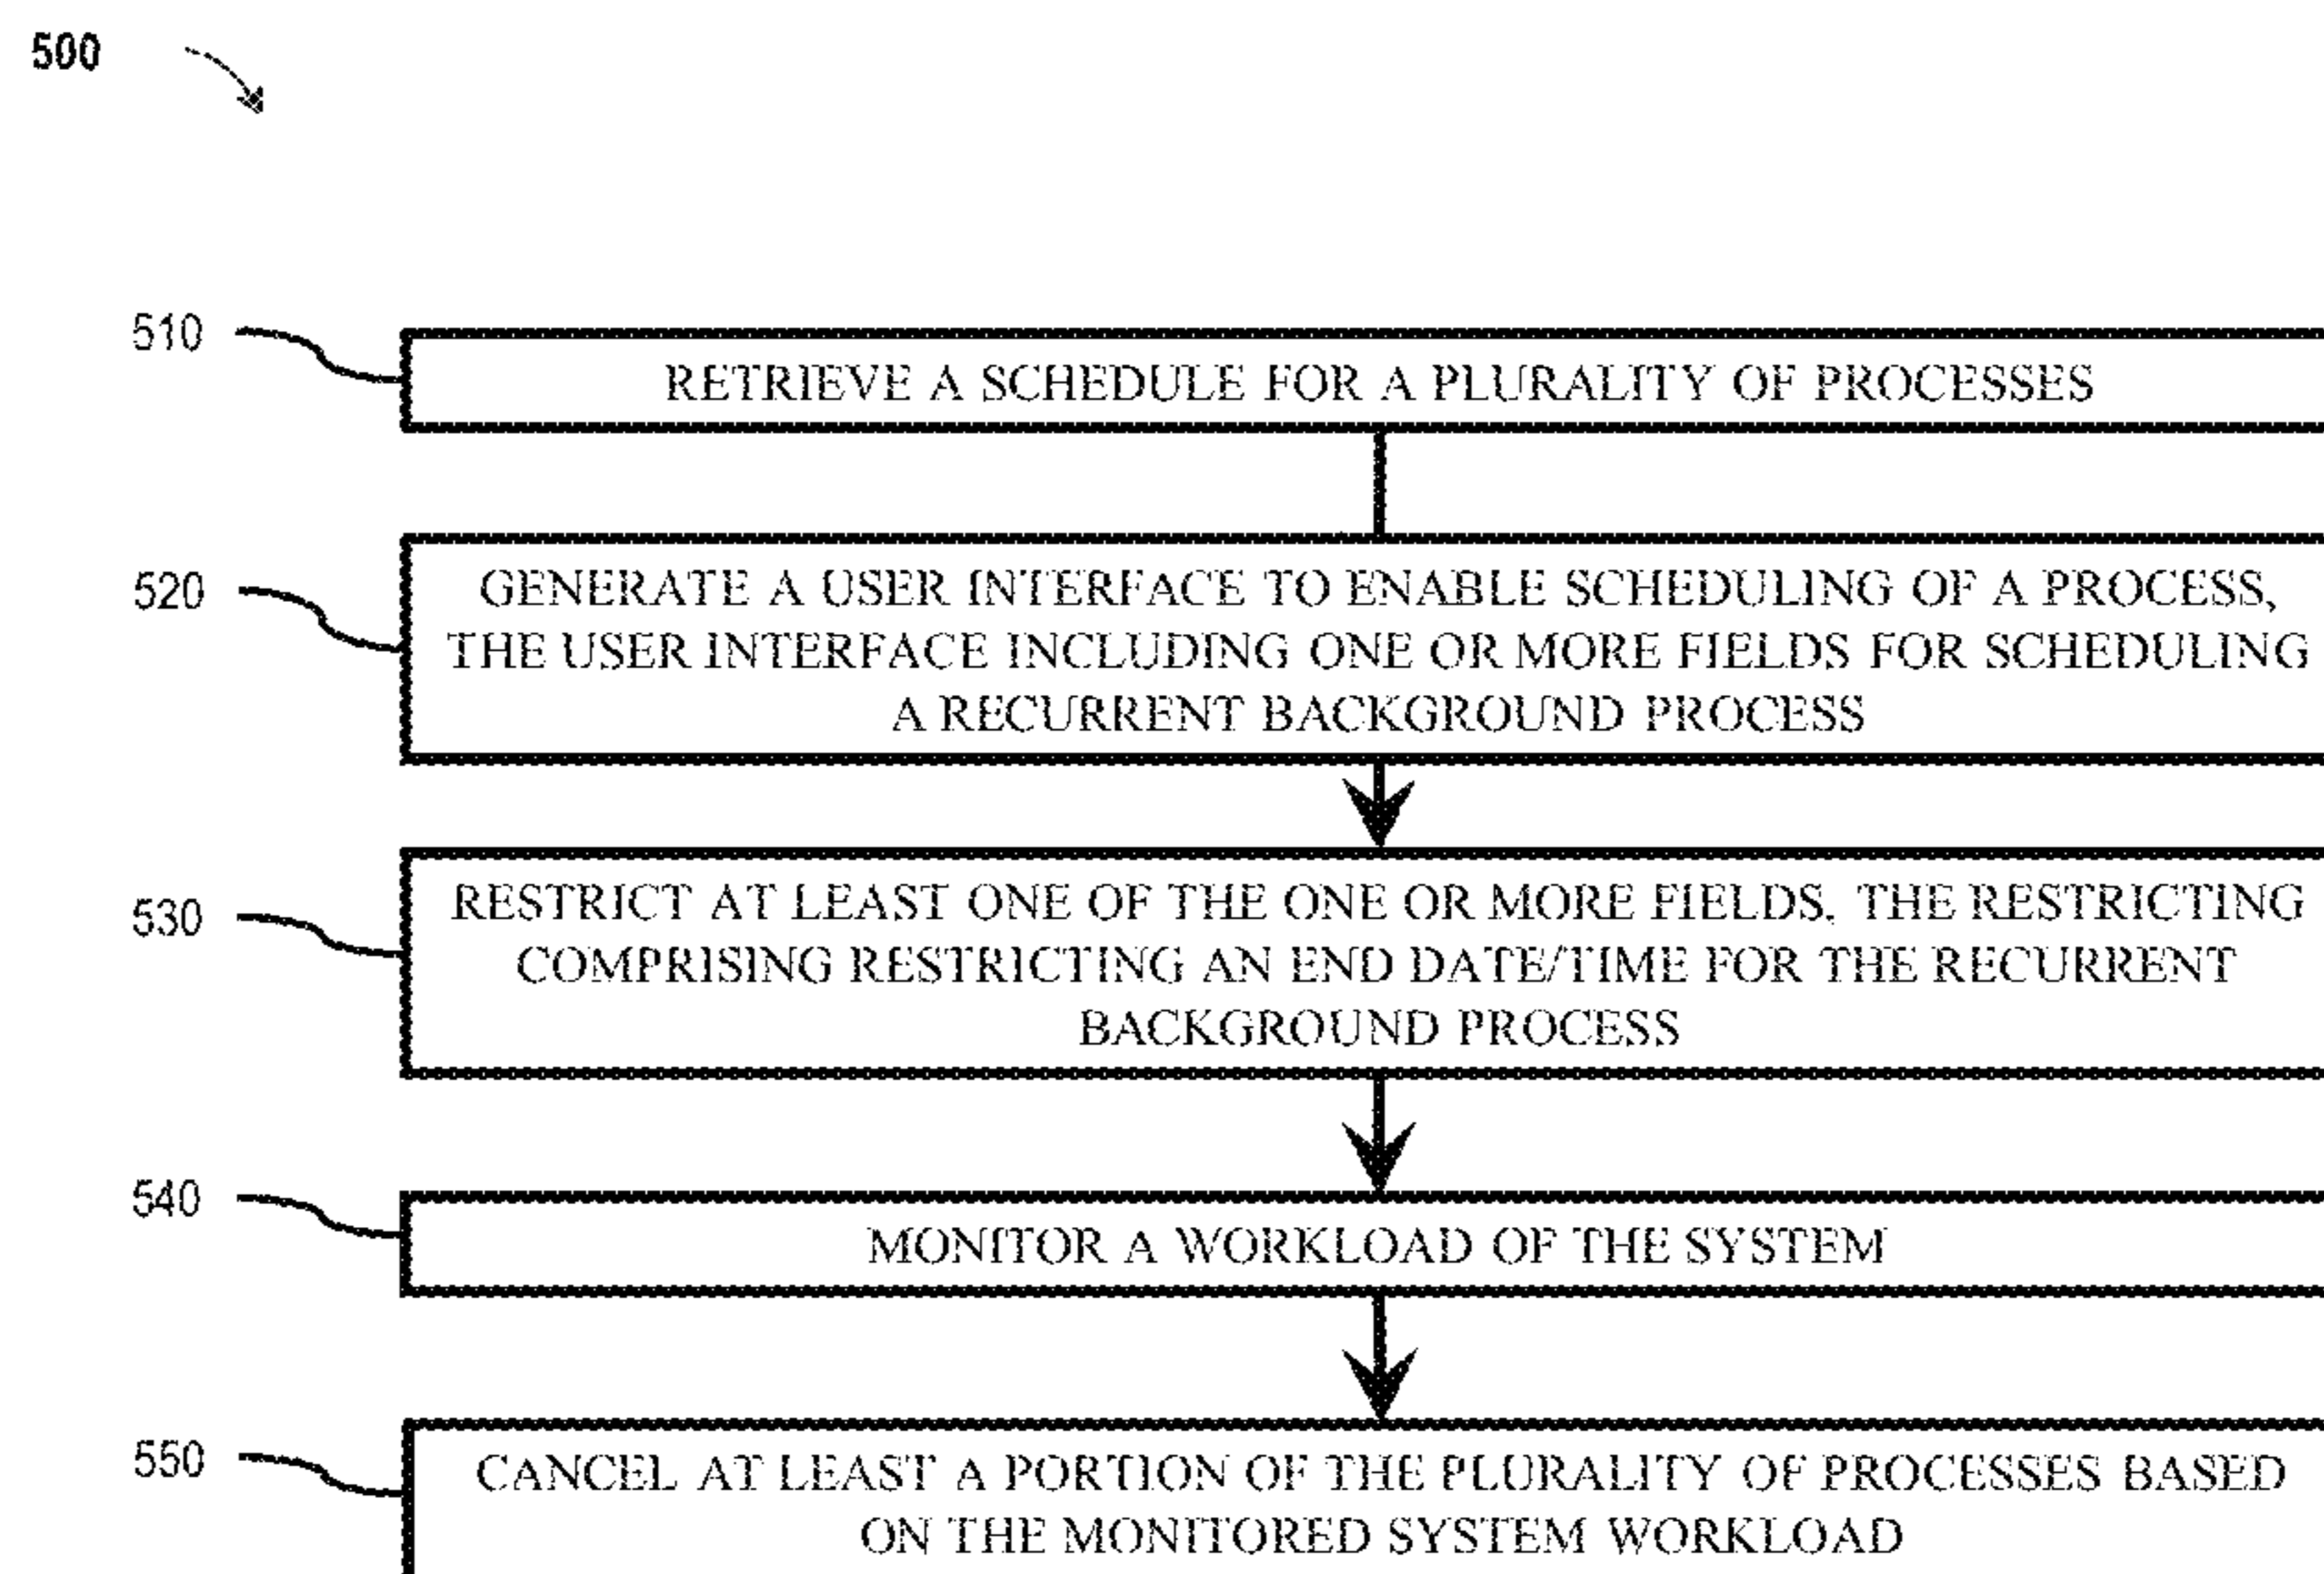 500
510
RETRIEVE A SCHEDULE FOR A PLURALITY OF PROCESSES
520
GENERATE A USER INTERFACE TO ENABLE SCHEDULING OF A PROCESS,
THE USER INTERFACE INCLUDING ONE OR MORE FIELDS FOR SCHEDULING
A RECURRENT BACKGROUND PROCESS
530
RESTRICT AT LEAST ONE OF THE ONE OR MORE FIELDS, THE RESTRICTING
COMPRISING RESTRICTING AN END DATE/TIME FOR THE RECURRENT
BACKGROUND PROCESS
540
MONITOR A WORKLOAD OF THE SYSTEM
550
CANCEL AT LEAST A PORTION OF THE PLURALITY OF PROCESSES BASED
ON THE MONITORED SYSTEM WORKLOAD